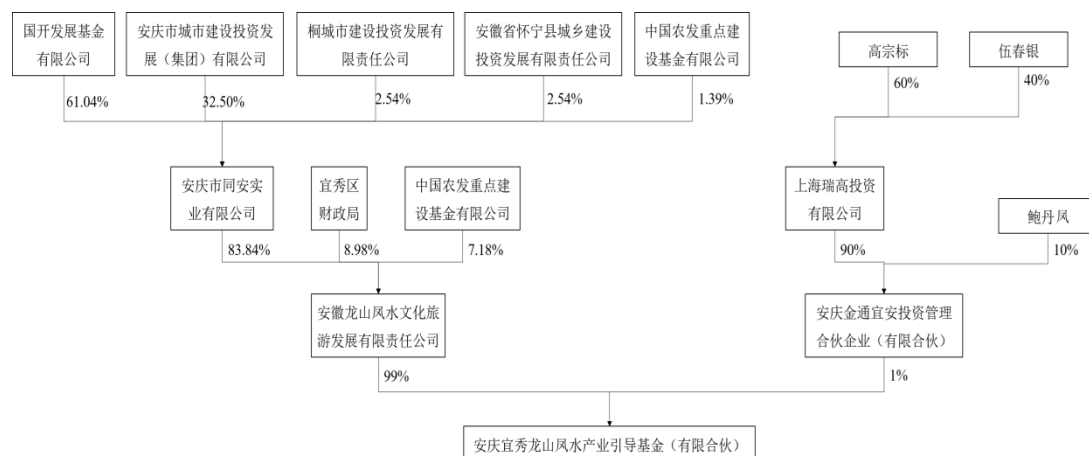 国开发展基金
有限公司
安庆市城市建设投资发
展（集团）有限公司
桐城市建设投资发展有
限责任公司
安徽省怀宁县城乡建设
投资发展有限责任公司
中国农发重点建
设基金有限公司
高宗标
伍春银
61.04%
32.50%
2.54%
2.54%
1.39%
60%
40%
安庆市同安实
业有限公司
宜秀区
财政局
中国农发重点建
设基金有限公司
上海瑞高投资
有限公司
鲍丹凤
83.84%
8.98%
7.18%
90%
10%
安徽龙山凤水文化旅
游发展有限责任公司
安庆金通宜安投资管理
合伙企业（有限合伙）
99%
1%
安庆宜秀龙山凤水产业引导基金（有限合伙）